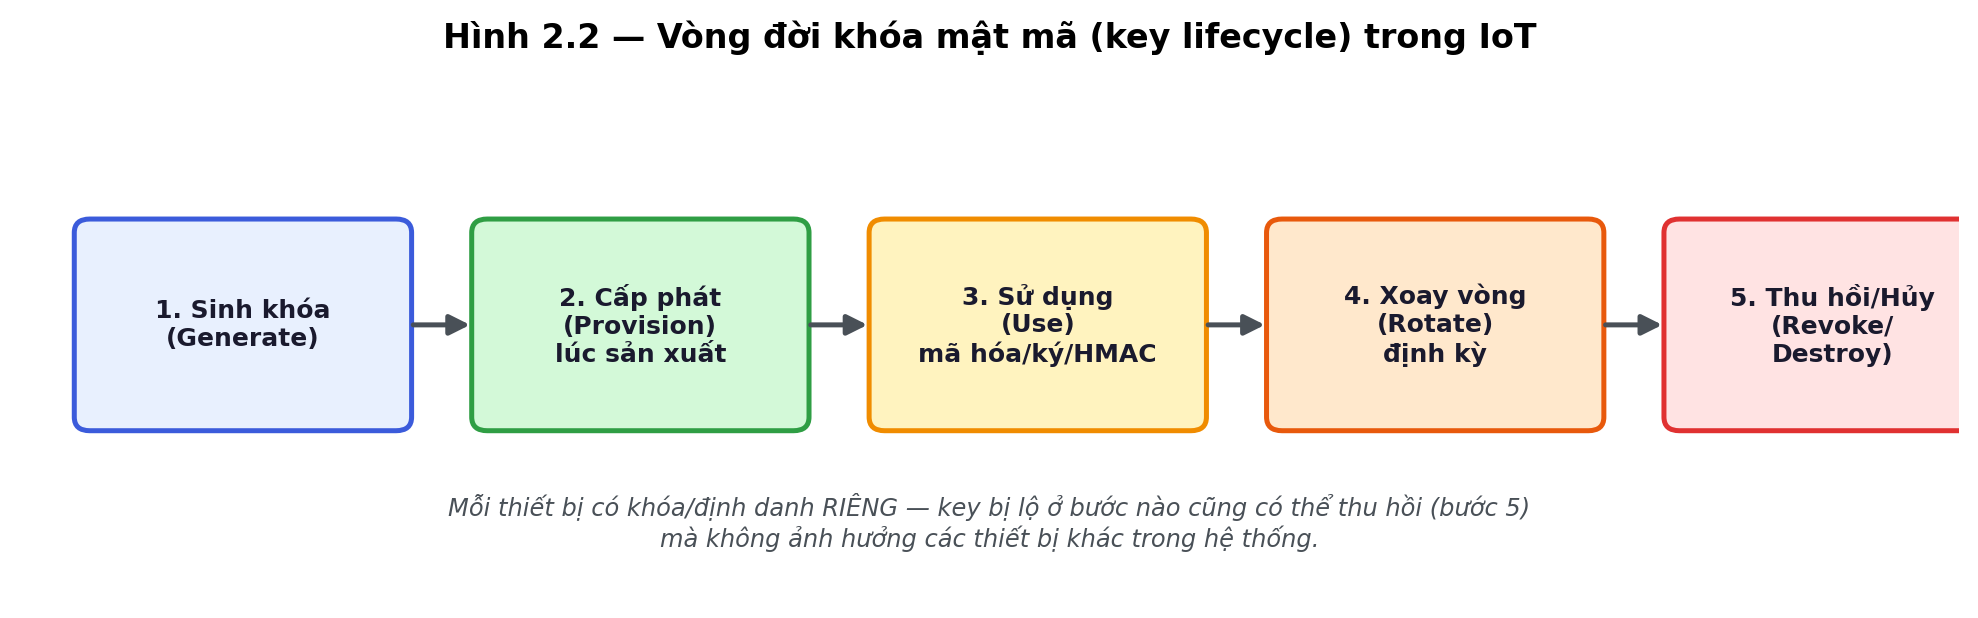 Hình 2.2 — Vòng đời khóa mật mã (key lifecycle) trong IoT
1. Sinh khóa
(Generate)
2. Cấp phát
(Provision)
lúc sản xuất
3. Sử dụng
(Use)
mã hóa/ký/HMAC
4. Xoay vòng
(Rotate)
định kỳ
5. Thu hồi/Hủy
(Revoke/
Destroy)
Mỗi thiết bị có khóa/định danh RIÊNG — key bị lộ ở bước nào cũng có thể thu hồi (bước 5)
mà không ảnh hưởng các thiết bị khác trong hệ thống.